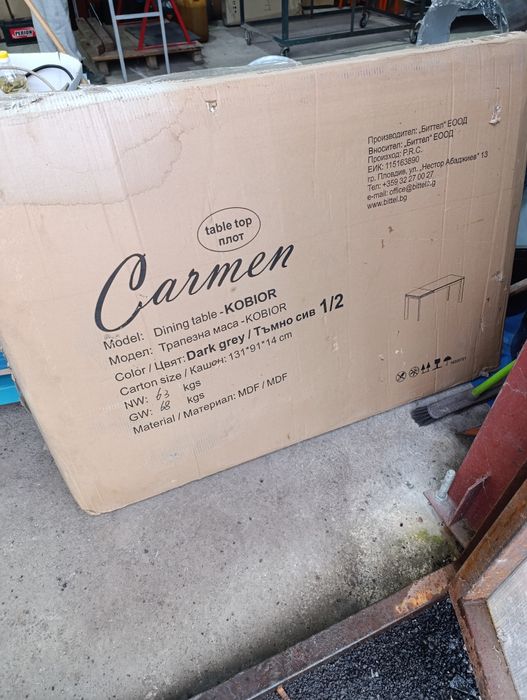 Производител: „Биттел” ЕООД
Вносител: „Биттел” ЕООД
Произход: P.R.C.
ЕИК: 115163890
гр. Пловдив, ул. „Нестор Абаджиев" 13
Тел: +359 32 27 00 27
e-mail: office@bittel.bg
www.bittel.bg
table top
плот
Carmen
Model: Dining table - KOBIOR
Модел: Трапезна маса - KOBIOR
Color / Цвят: Dark grey / Тъмно сив 1/2
Carton size / Кашон: 131*91*14 cm
NW: 63 kgs
GW: 68 kgs
Material / Материал: MDF / MDF